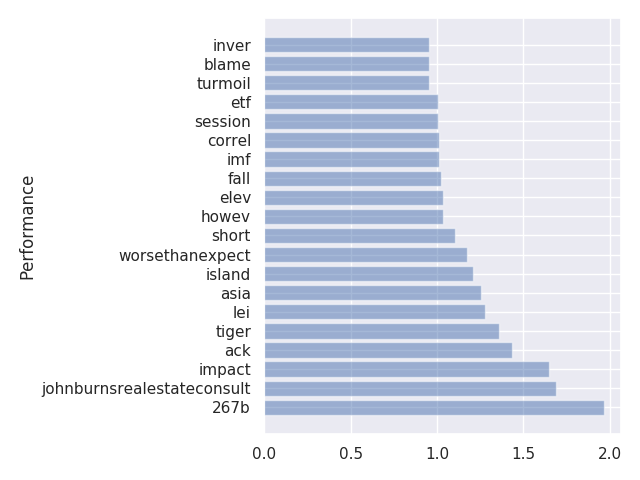 inver
blame
turmoil
etf
session
correl
imf
fall
elev
howev
short
worsethanexpect
island
asia
lei
tiger
ack
impact
johnburnsrealestateconsult
267b
Performance
0.0 0.5 1.0 1.5 2.0